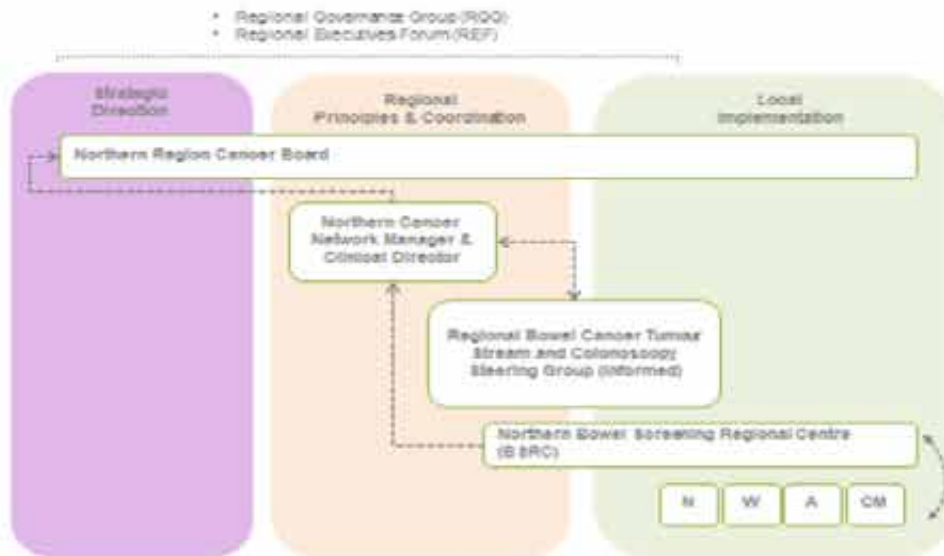 • Regional Governance Group (RGG)
• Regional Executives Forum (REF)
Strategic
Direction
Regional
Principles & Coordination
Local
Implementation
Northern Region Cancer Board
Northern Cancer
Network Manager &
Clinical Director
Regional Bowel Cancer Tumour
Stream and Colonoscopy
Steering Group (Informed)
Northern Bowel Screening Regional Centre
(BSRC)
N
W
A
CM